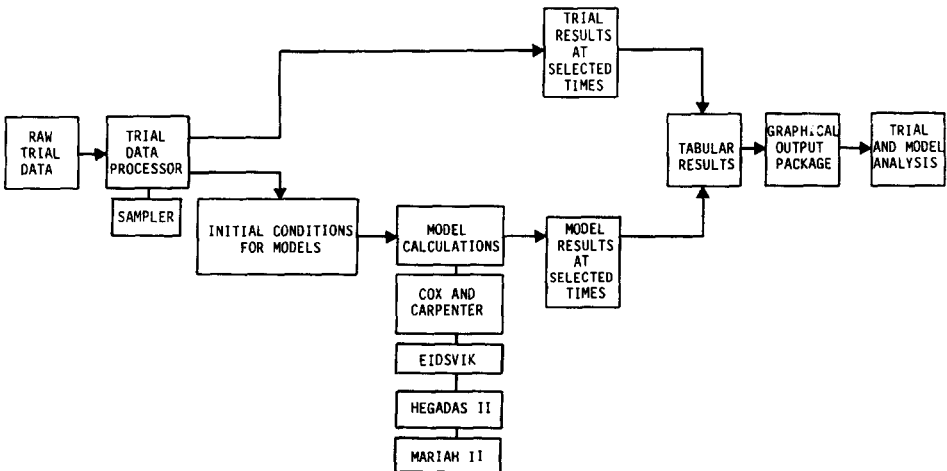 TRIAL
RESULTS
AT
SELECTED
TIMES
RAW
TRIAL
DATA
TRIAL
DATA
PROCESSOR
SAMPLER
TABULAR
RESULTS
GRAPHICAL
OUTPUT
PACKAGE
TRIAL
AND MODEL
ANALYSIS
INITIAL CONDITIONS
FOR MODELS
MODEL
CALCULATIONS
MODEL
RESULTS
AT
SELECTED
TIMES
COX AND
CARPENTER
EIDSVIK
HEGADAS II
MARIAH II